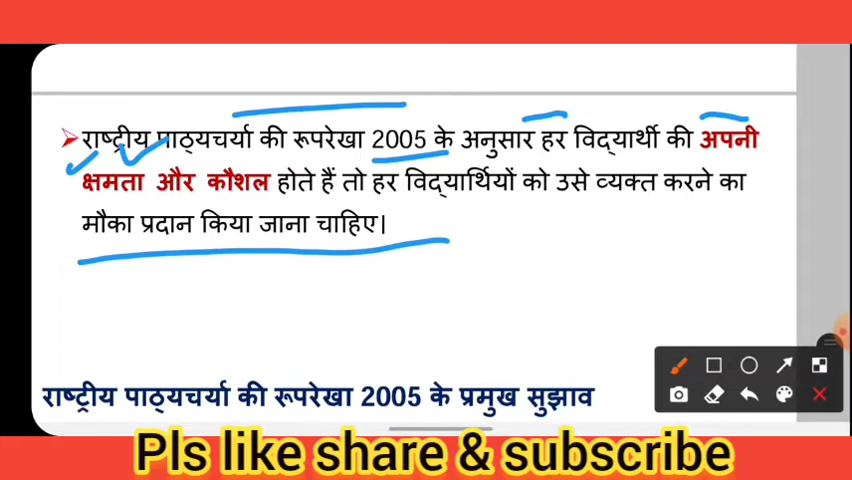 राष्ट्रीय पाठ्यचर्या की रूपरेखा 2005 के अनुसार हर विद्यार्थी की अपनी
क्षमता और कौशल होते हैं तो हर विद्यार्थियों को उसे व्यक्त करने का
मौका प्रदान किया जाना चाहिए।
राष्ट्रीय पाठ्यचर्या की रूपरेखा 2005 के प्रमुख सुझाव
Pls like share & subscribe